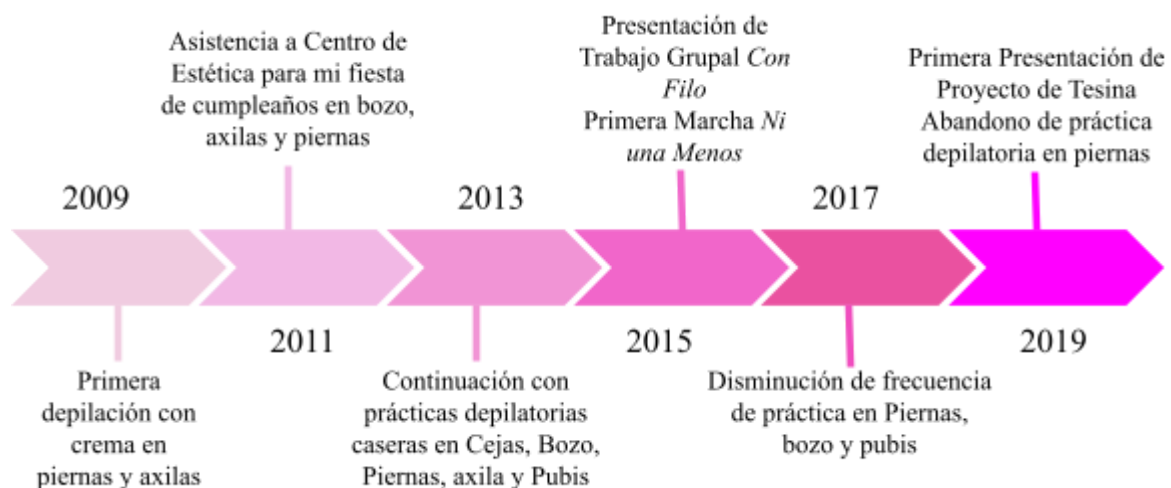 2009
Primera
depilación con
crema en
piernas y axilas
Asistencia a Centro de
Estética para mi fiesta
de cumpleaños en bozo,
axilas y piernas
2011
2013
Continuación con
prácticas depilatorias
caseras en Cejas, Bozo,
Piernas, axila y Pubis
Presentación de
Trabajo Grupal Con
Filo
Primera Marcha Ni
una Menos
2015
2017
Disminución de frecuencia
de práctica en Piernas,
bozo y pubis
Primera Presentación de
Proyecto de Tesina
Abandono de práctica
depilatoria en piernas
2019